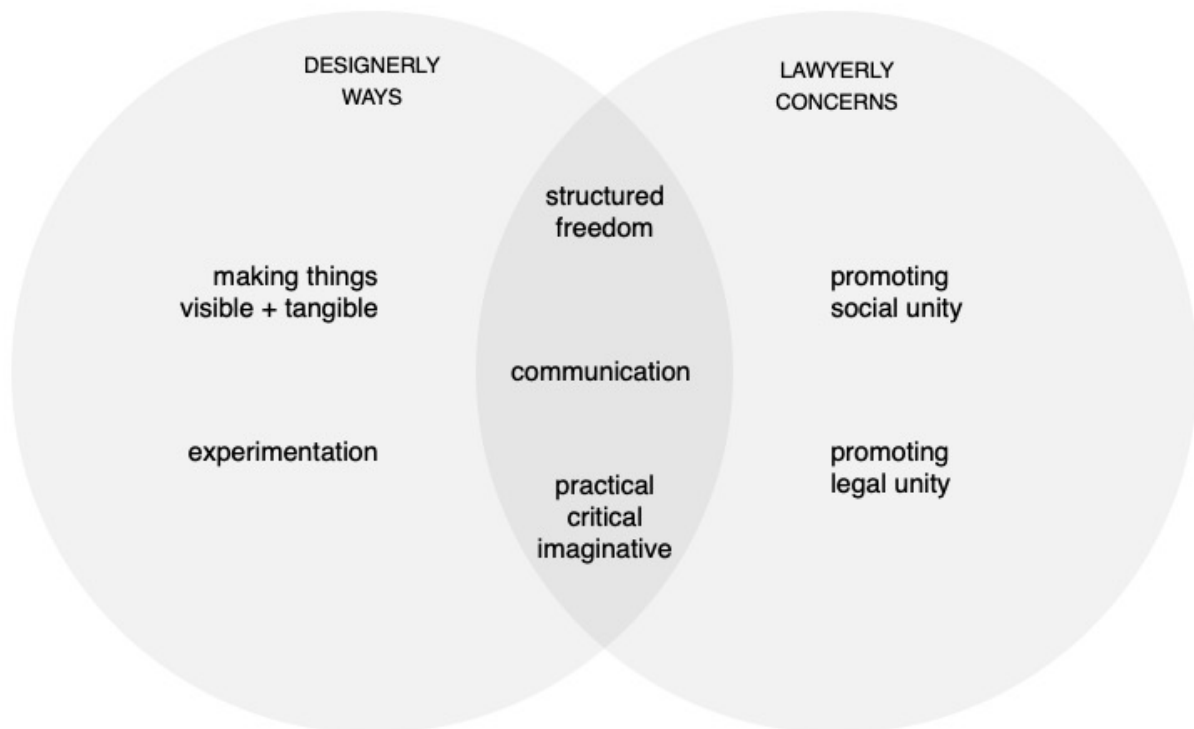 DESIGNERLY
WAYS
LAWYERLY
CONCERNS
structured
freedom
making things
visible + tangible
promoting
social unity
communication
experimentation
promoting
legal unity
practical
critical
imaginative